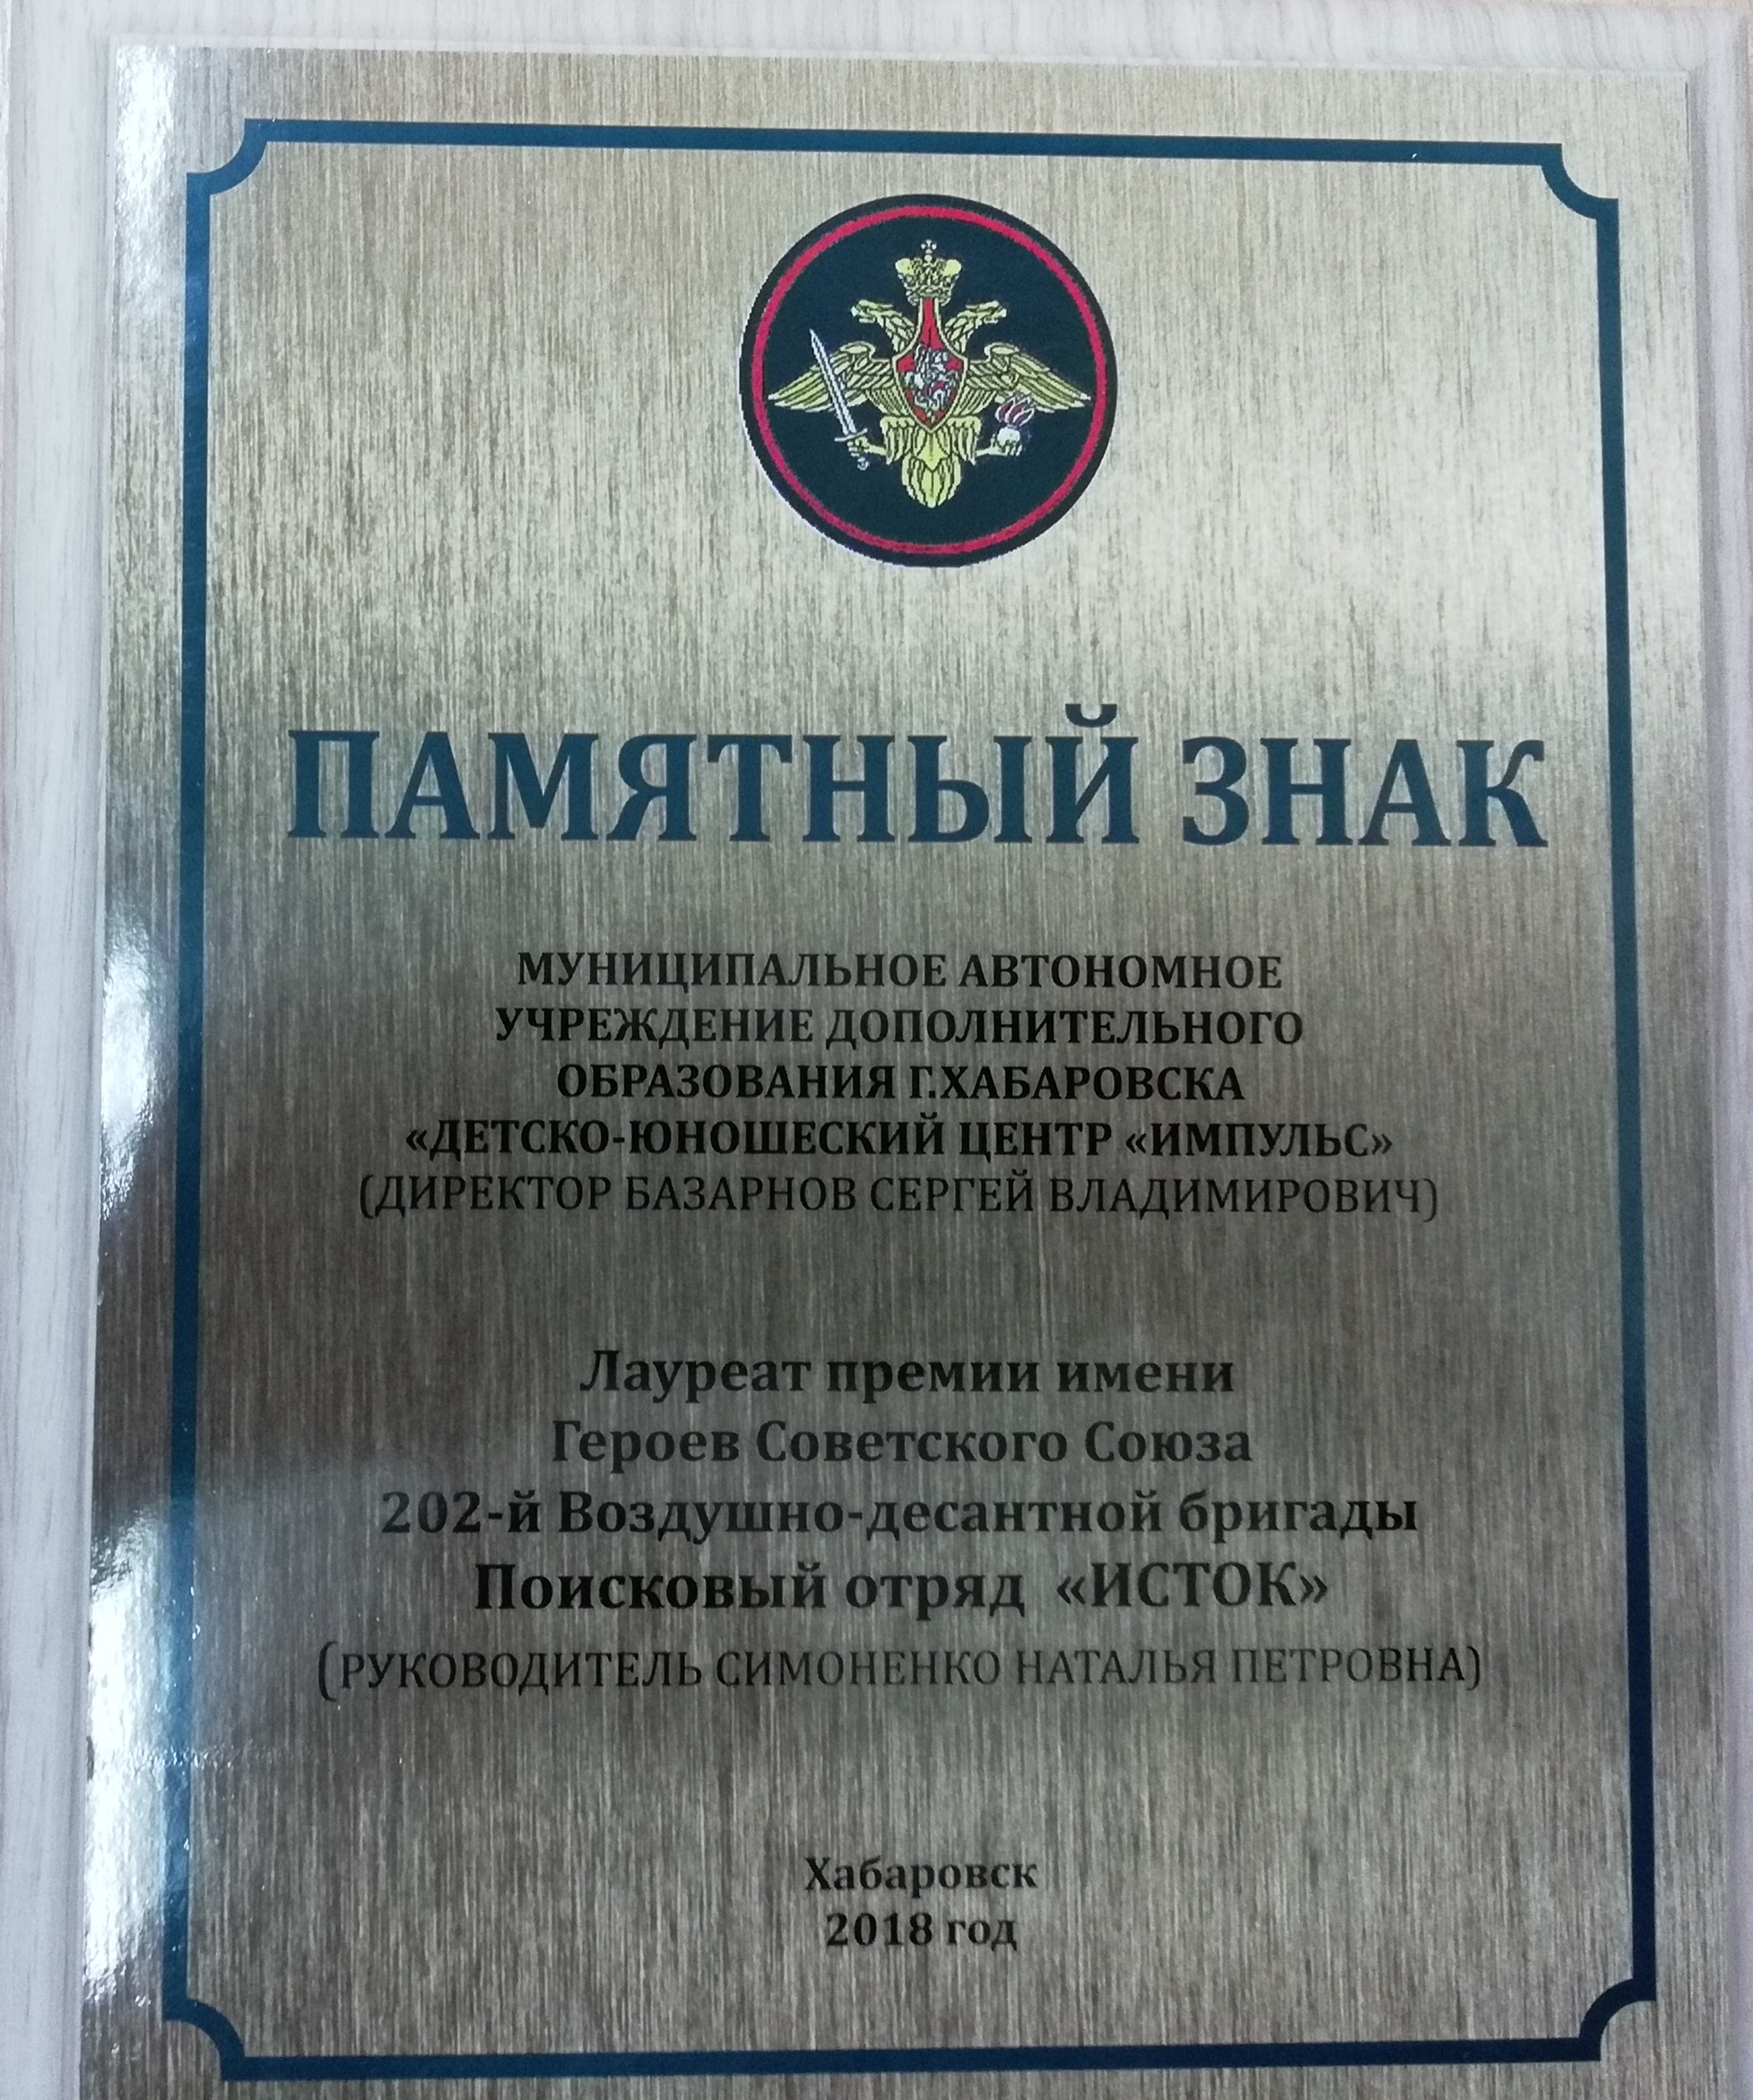 ПАМЯТНЫЙ ЗНАК
МУНИЦИПАЛЬНОЕ АВТОНОМНОЕ
УЧРЕЖДЕНИЕ ДОПОЛНИТЕЛЬНОГО
ОБРАЗОВАНИЯ Г.ХАБАРОВСКА
«ДЕТСКО-ЮНОШЕСКИЙ ЦЕНТР «ИМПУЛЬС»
(ДИРЕКТОР БАЗАРНОВ СЕРГЕЙ ВЛАДИМИРОВИЧ)
Лауреат премии имени
Героев Советского Союза
202-й Воздушно-десантной бригады
Поисковый отряд «ИСТОК»
(РУКОВОДИТЕЛЬ СИМОНЕНКО НАТАЛЬЯ ПЕТРОВНА)
Хабаровск
2018 год